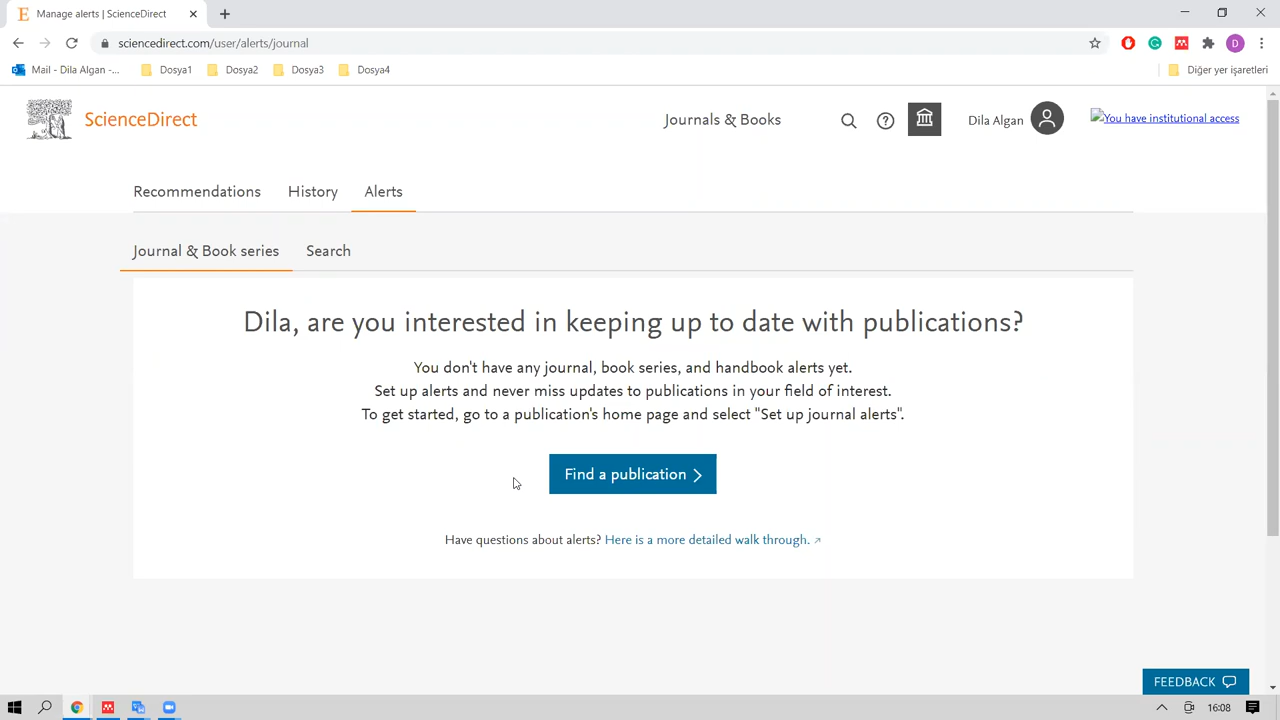 Manage alerts | ScienceDirect
sciencedirect.com/user/alerts/journal
Mail - Dila Algan -...
Dosya1
Dosya2
Dosya3
Dosya4
Diğer yer işaretleri
ScienceDirect
Journals & Books
Dila Algan
You have institutional access
Recommendations
History
Alerts
Journal & Book series
Search
Dila, are you interested in keeping up to date with publications?
You don't have any journal, book series, and handbook alerts yet.
Set up alerts and never miss updates to publications in your field of interest.
To get started, go to a publication's home page and select "Set up journal alerts".
Find a publication
Have questions about alerts? Here is a more detailed walk through.
FEEDBACK
16:08